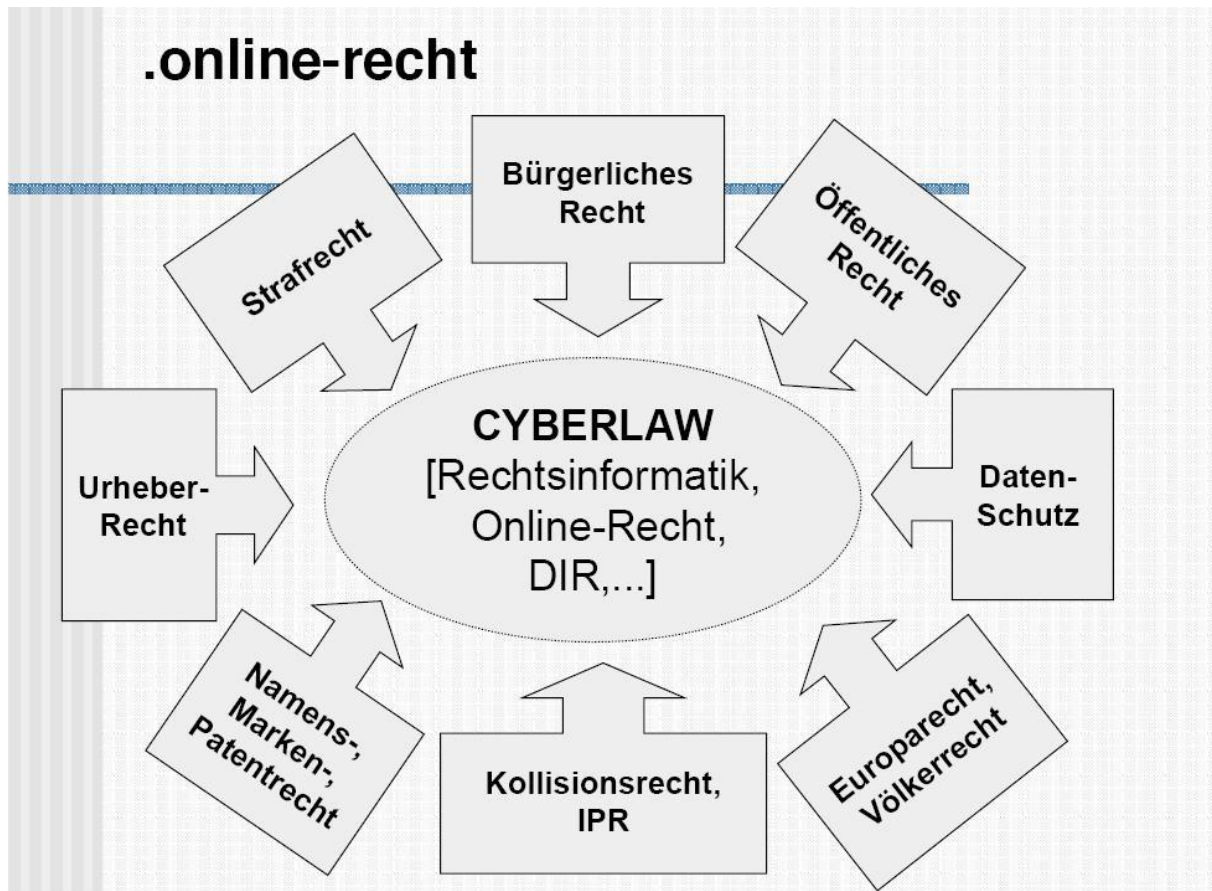 .online-recht
Bürgerliches
Recht
Strafrecht
Öffentliches
Recht
CYBERLAW
[Rechtsinformatik,
Online-Recht,
DIR,...]
Urheber-
Recht
Daten-
Schutz
Namens-,
Marken-,
Patentrecht
Kollisionsrecht,
IPR
Europarecht,
Völkerrecht